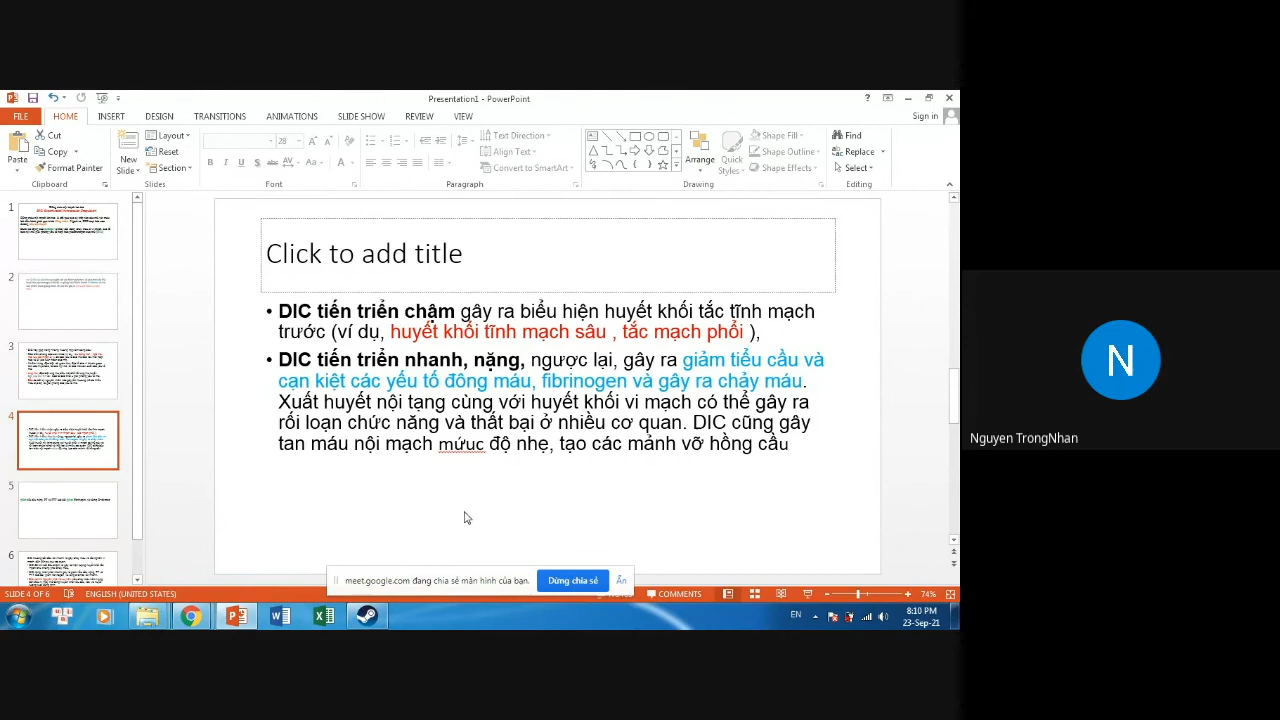 Presentation1 - PowerPoint
Sign in
FILE HOME INSERT DESIGN TRANSITIONS ANIMATIONS SLIDE SHOW REVIEW VIEW
Paste
Cut
Copy
Format Painter
Clipboard
New Slide
Layout
Reset
Section
Slides
28
Font
Text Direction
Align Text
Convert to SmartArt
Paragraph
Arrange
Quick Styles
Shape Fill
Shape Outline
Shape Effects
Drawing
Find
Replace
Select
Editing
1
2
3
4
5
6
Click to add title
• DIC tiến triển chậm gây ra biểu hiện huyết khối tắc tĩnh mạch
trước (ví dụ, huyết khối tĩnh mạch sâu , tắc mạch phổi ),
• DIC tiến triển nhanh, nặng, ngược lại, gây ra giảm tiểu cầu và
cạn kiệt các yếu tố đông máu, fibrinogen và gây ra chảy máu.
Xuất huyết nội tạng cùng với huyết khối vi mạch có thể gây ra
rối loạn chức năng và thất bại ở nhiều cơ quan. DIC cũng gây
tan máu nội mạch mứuc độ nhẹ, tạo các mảnh vỡ hồng cầu
meet.google.com đang chia sẻ màn hình của bạn. Dừng chia sẻ Ẩn
SLIDE 4 OF 6 ENGLISH (UNITED STATES) COMMENTS 74%
EN 8:10 PM
23-Sep-21
N
Nguyen TrongNhan